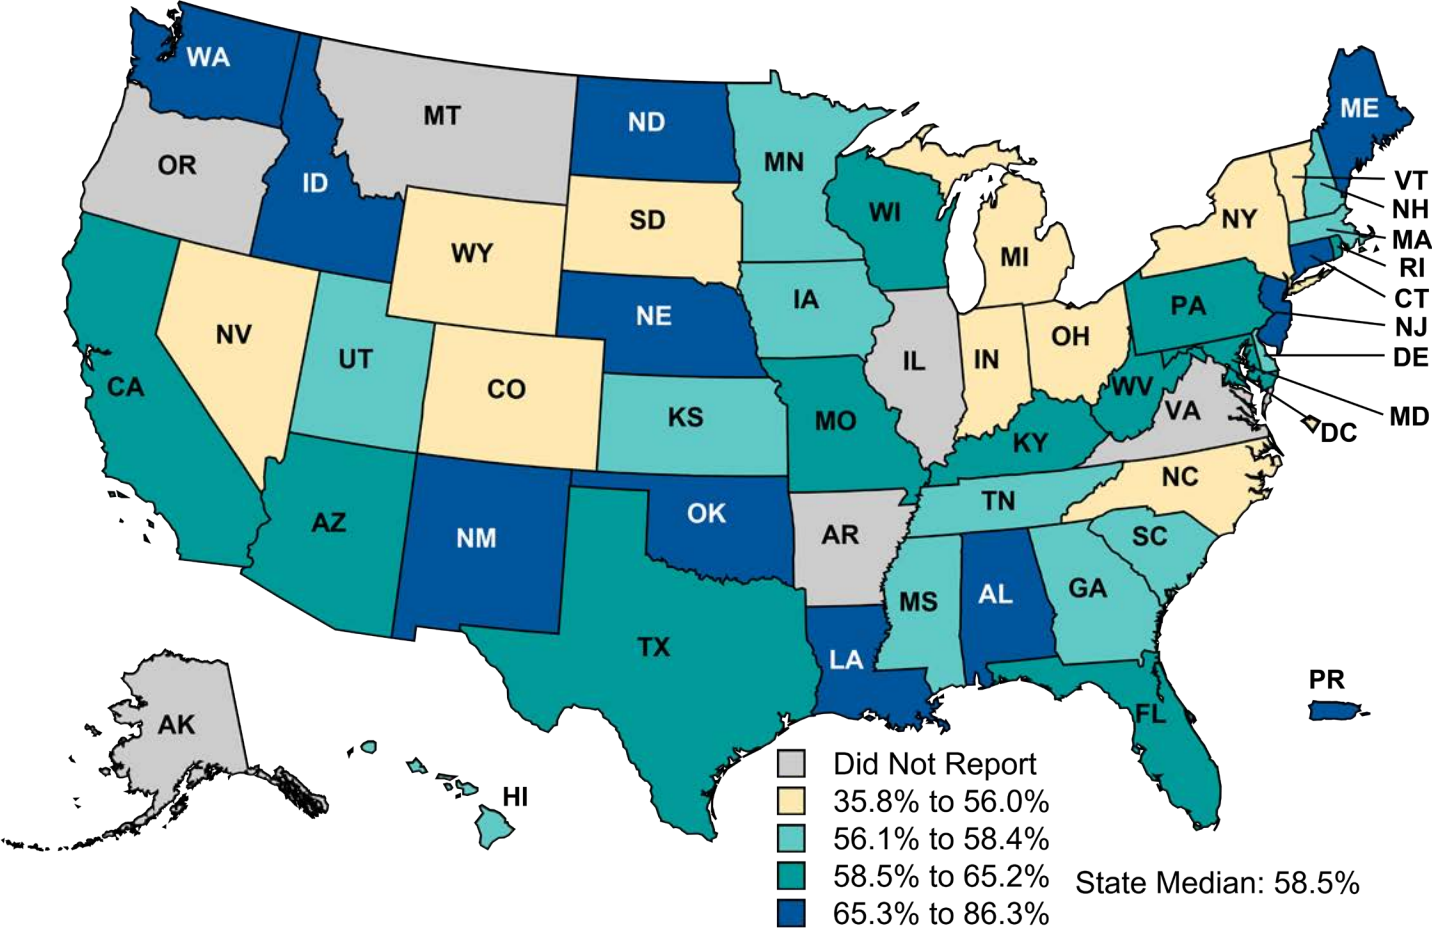 WA
ME
MT
ND
OR
MN
ID
VT
WI
NH
SD
NY
MA
WY
MI
RI
IA
CT
PA
NE
NJ
NV
OH
UT
IL
IN
DE
CO
CA
WV
VA
MD
KS
MO
DC
KY
NC
TN
OK
AZ
AR
SC
NM
GA
AL
MS
TX
LA
PR
FL
AK
HI
Did Not Report
35.8% to 56.0%
56.1% to 58.4%
58.5% to 65.2%
State Median: 58.5%
65.3% to 86.3%